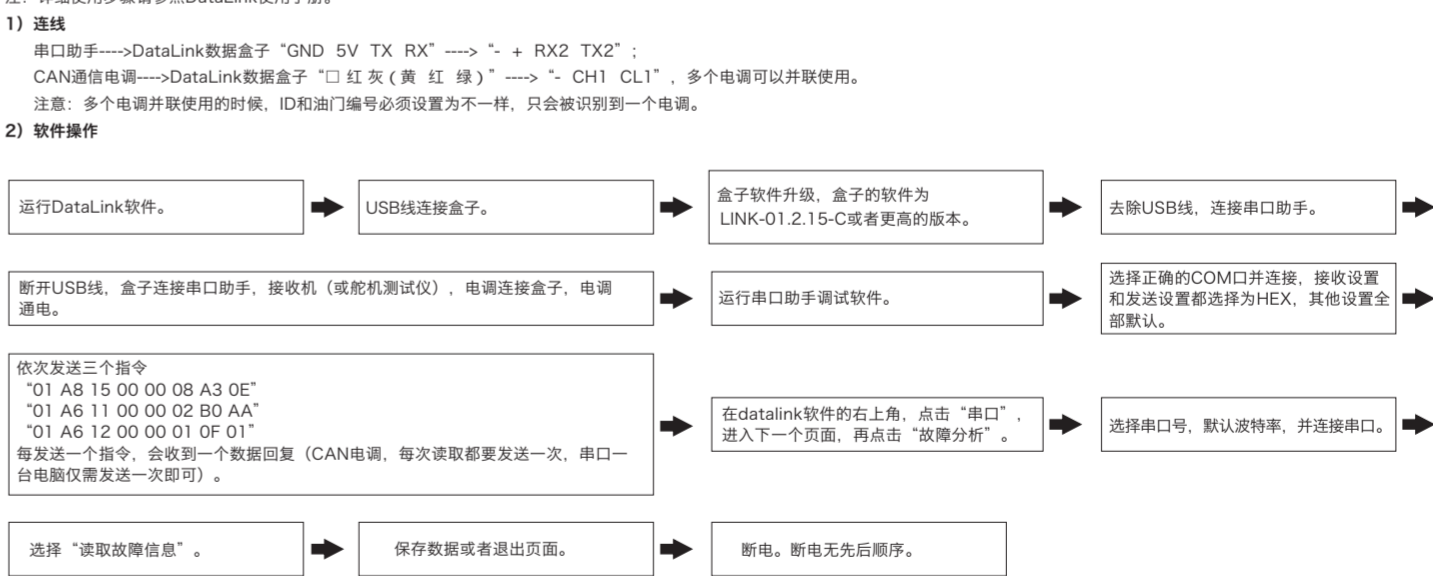 注：详细使用步骤请参照DataLink使用手册。
1）连线
串口助手---->DataLink数据盒子“GND 5V TX RX”---->“- + RX2 TX2”；
CAN通信电调---->DataLink数据盒子“□ 红 灰 ( 黄 红 绿 ) ”---->“- CH1 CL1”，多个电调可以并联使用。
注意：多个电调并联使用的时候，ID和油门编号必须设置为不一样，只会被识别到一个电调。
2）软件操作
运行DataLink软件。
USB线连接盒子。
盒子软件升级，盒子的软件为
LINK-01.2.15-C或者更高的版本。
去除USB线，连接串口助手。
断开USB线，盒子连接串口助手，接收机（或舵机测试仪），电调连接盒子，电调
通电。
运行串口助手调试软件。
选择正确的COM口并连接，接收设置
和发送设置都选择为HEX，其他设置全
部默认。
依次发送三个指令
“01 A8 15 00 00 08 A3 0E”
“01 A6 11 00 00 02 B0 AA”
“01 A6 12 00 00 01 0F 01”
每发送一个指令，会收到一个数据回复（CAN电调，每次读取都要发送一次，串口一
台电脑仅需发送一次即可）。
在datalink软件的右上角，点击“串口”，
进入下一个页面，再点击“故障分析”。
选择串口号，默认波特率，并连接串口。
选择“读取故障信息”。
保存数据或者退出页面。
断电。断电无先后顺序。